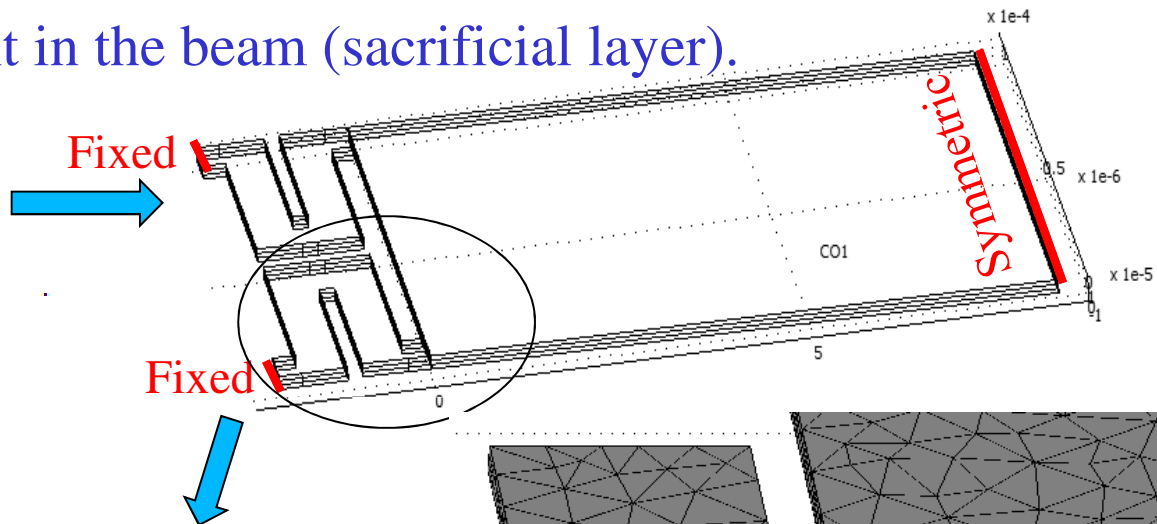 t in the beam (sacrificial layer).
x 1e-4
Fixed
Symmetric
0.5
x 1e-6
CO1
x 1e-5
-1
5
Fixed
0